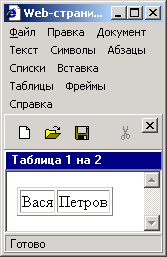 Web-страни...
Файл Правка Документ
Текст Символы Абзацы
Списки Вставка
Таблицы Фреймы
Справка
Таблица 1 на 2
Вася Петров
Готово